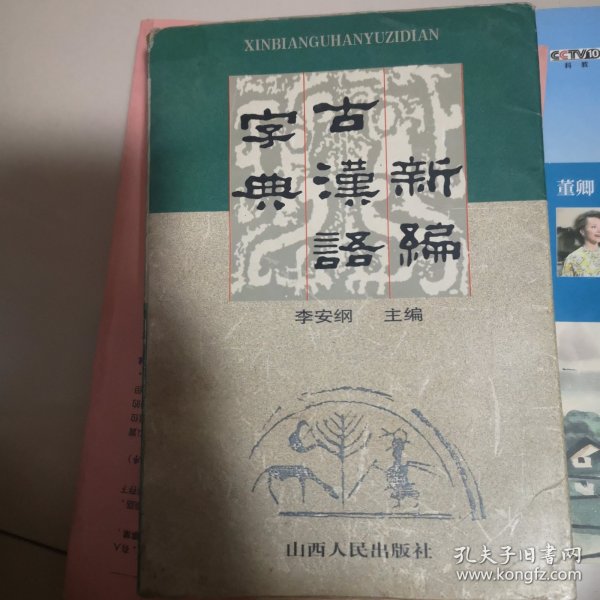 XINBIANGUHANYUZIDIAN
新編
古漢語
字典
李安纲 主编
山西人民出版社
CCTV10
科教
董卿
孔夫子旧书网
www.kongfz.com